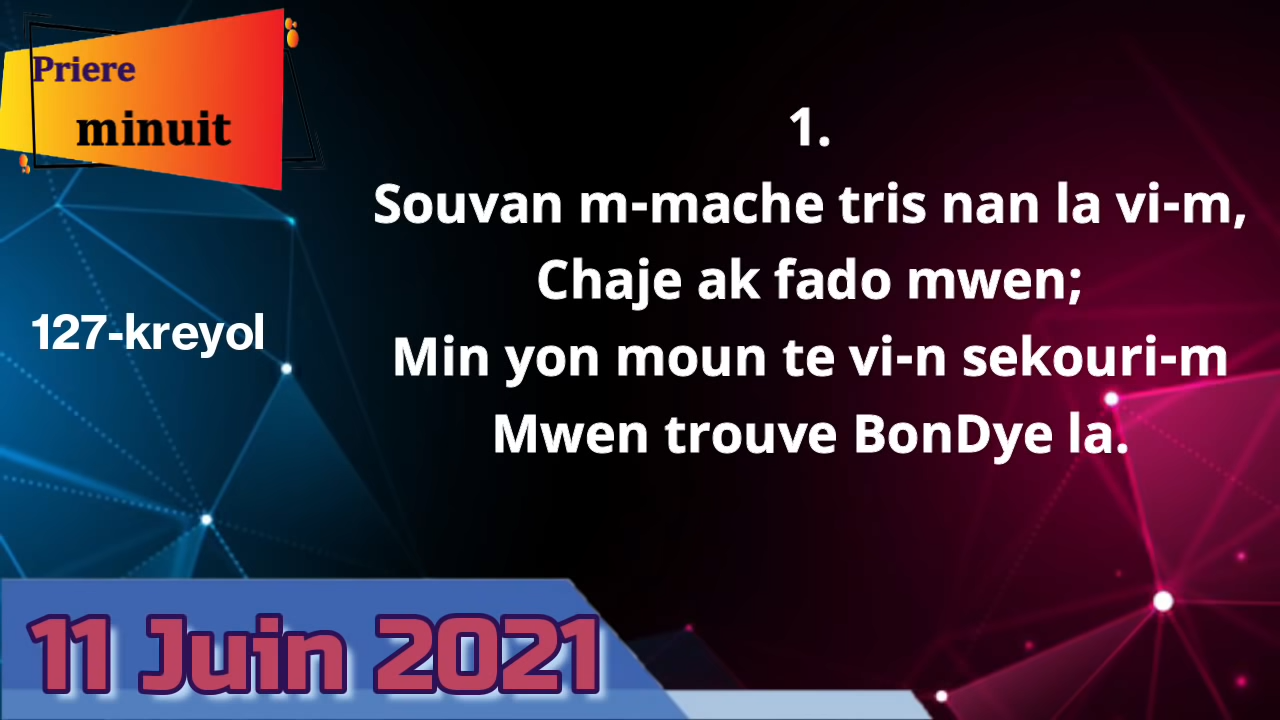 Priere
minuit
127-kreyol
1.
Souvan m-mache tris nan la vi-m,
Chaje ak fado mwen;
Min yon moun te vi-n sekouri-m
Mwen trouve BonDye la.
11 Juin 2021